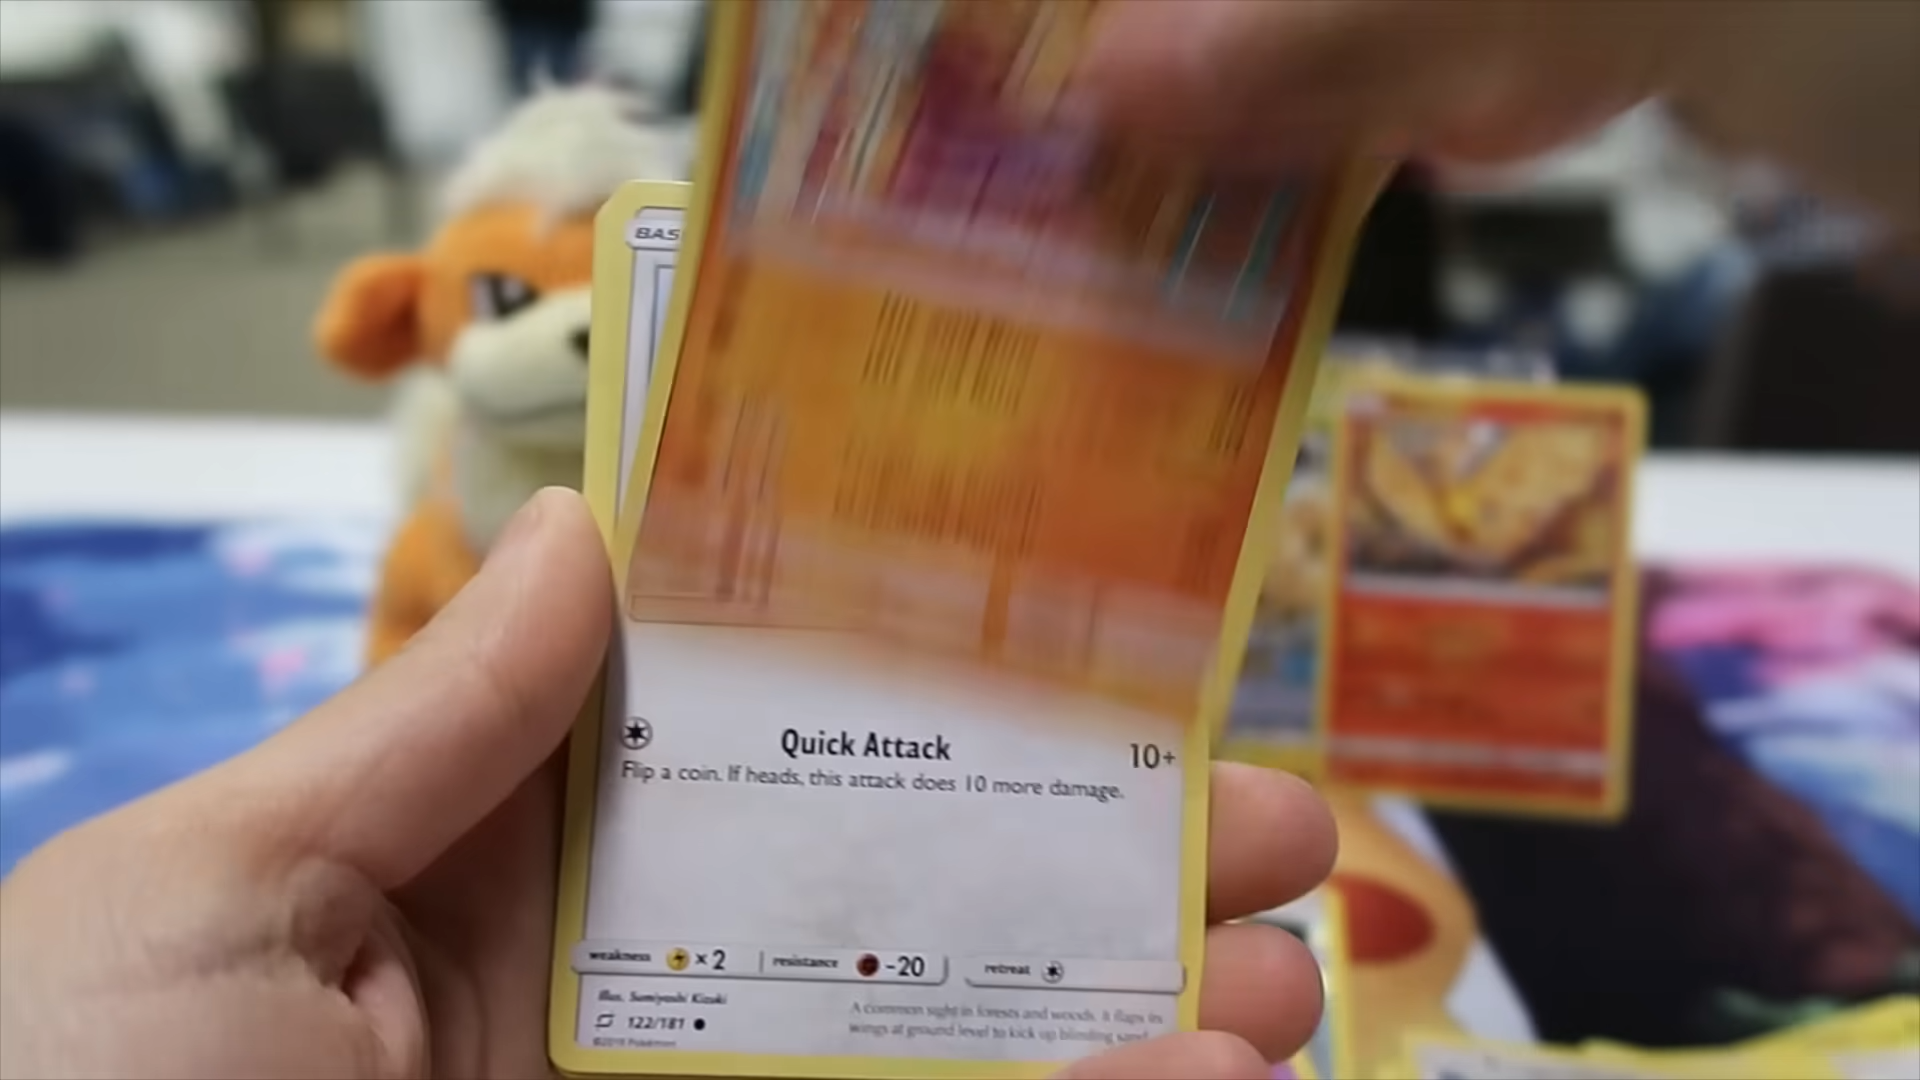 BAS
Quick Attack 10+
Flip a coin. If heads, this attack does 10 more damage.
weakness ×2 resistance -20 retreat
Illus. Sumiyoshi Kizuki
122/181
©2019 Pokémon
A common sight in forests and woods. It flaps its
wings at ground level to kick up blinding sand.